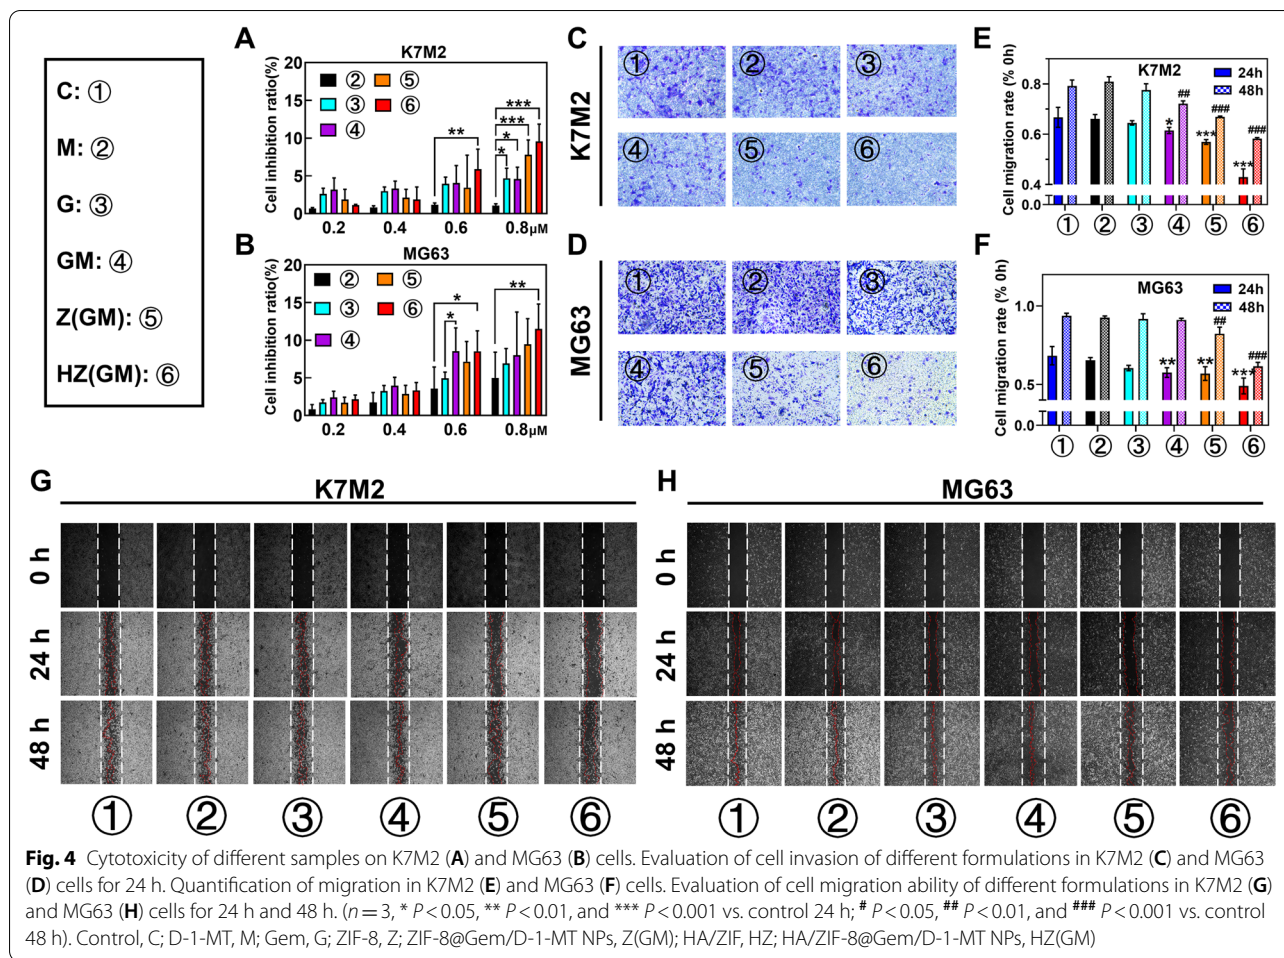 C: ①
M: ②
G: ③
GM: ④
Z(GM): ⑤
HZ(GM): ⑥
A
K7M2
Cell inhibition ratio(%)
20
15
10
5
0
② ⑤
③ ⑥
④
**
***
***
*
*
0.2 0.4 0.6 0.8μM
B
MG63
Cell inhibition ratio(%)
20
15
10
5
0
② ⑤
③ ⑥
④
*
*
**
0.2 0.4 0.6 0.8μM
C
K7M2
① ② ③
④ ⑤ ⑥
D
MG63
① ② ③
④ ⑤ ⑥
E
K7M2
Cell migration rate (% 0h)
0.8
0.4
0.0
24h
48h
* ## *** ### *** ###
① ② ③ ④ ⑤ ⑥
F
MG63
Cell migration rate (% 0h)
1.0
0.5
0.0
24h
48h
** ** ## *** ###
① ② ③ ④ ⑤ ⑥
G
K7M2
0 h
24 h
48 h
① ② ③ ④ ⑤ ⑥
H
MG63
0 h
24 h
48 h
① ② ③ ④ ⑤ ⑥
Fig. 4 Cytotoxicity of different samples on K7M2 (A) and MG63 (B) cells. Evaluation of cell invasion of different formulations in K7M2 (C) and MG63
(D) cells for 24 h. Quantification of migration in K7M2 (E) and MG63 (F) cells. Evaluation of cell migration ability of different formulations in K7M2 (G)
and MG63 (H) cells for 24 h and 48 h. (n = 3, * P < 0.05, ** P < 0.01, and *** P < 0.001 vs. control 24 h; # P < 0.05, ## P < 0.01, and ### P < 0.001 vs. control
48 h). Control, C; D-1-MT, M; Gem, G; ZIF-8, Z; ZIF-8@Gem/D-1-MT NPs, Z(GM); HA/ZIF, HZ; HA/ZIF-8@Gem/D-1-MT NPs, HZ(GM)